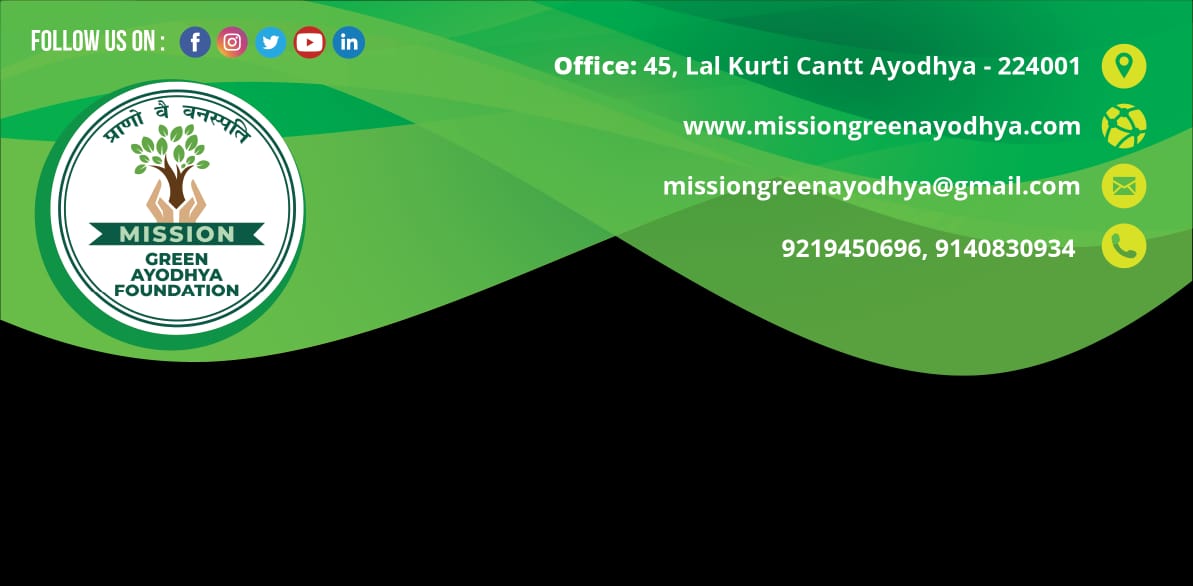 FOLLOW US ON :
Office: 45, Lal Kurti Cantt Ayodhya - 224001
www.missiongreenayodhya.com
missiongreenayodhya@gmail.com
9219450696, 9140830934
प्राणो वै वनस्पति
MISSION
GREEN
AYODHYA
FOUNDATION